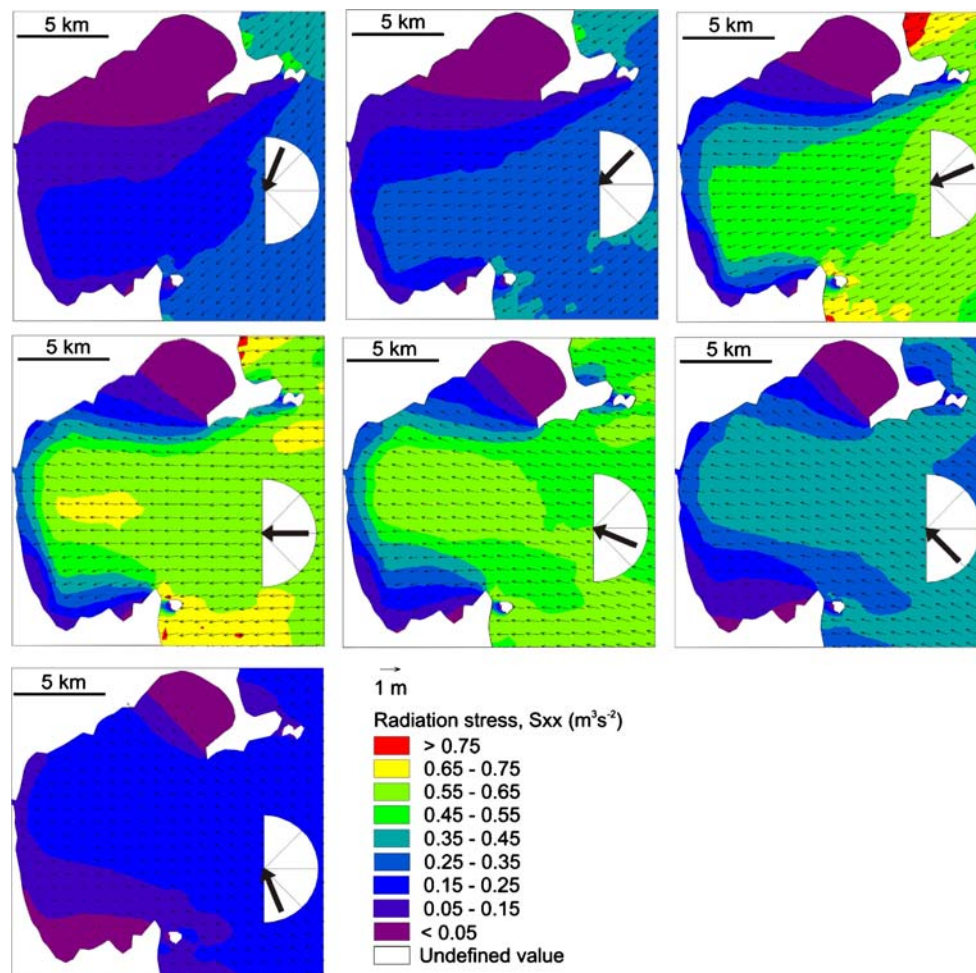 5 km
5 km
5 km
5 km
5 km
5 km
5 km
1 m
Radiation stress, Sxx (m³s⁻²)
> 0.75
0.65 - 0.75
0.55 - 0.65
0.45 - 0.55
0.35 - 0.45
0.25 - 0.35
0.15 - 0.25
0.05 - 0.15
< 0.05
Undefined value